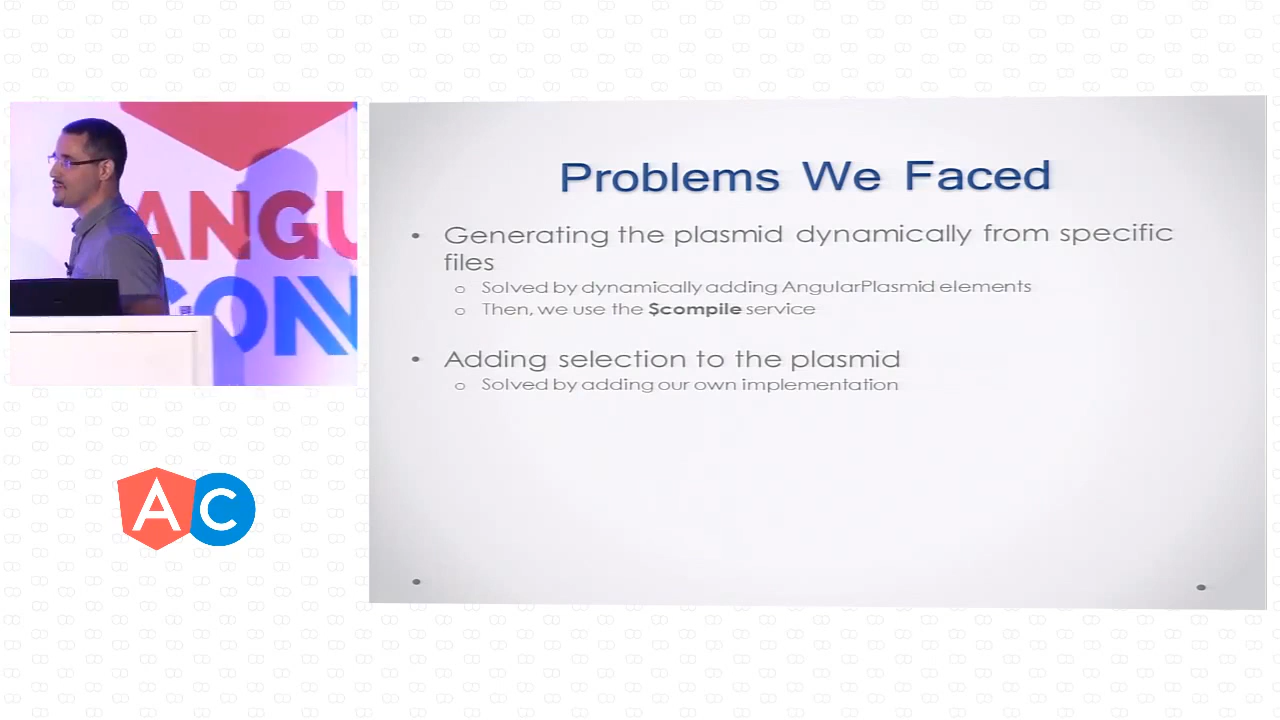 ANGU
CONN
AC
Problems We Faced
• Generating the plasmid dynamically from specific
files
o Solved by dynamically adding AngularPlasmid elements
o Then, we use the $compile service
• Adding selection to the plasmid
o Solved by adding our own implementation